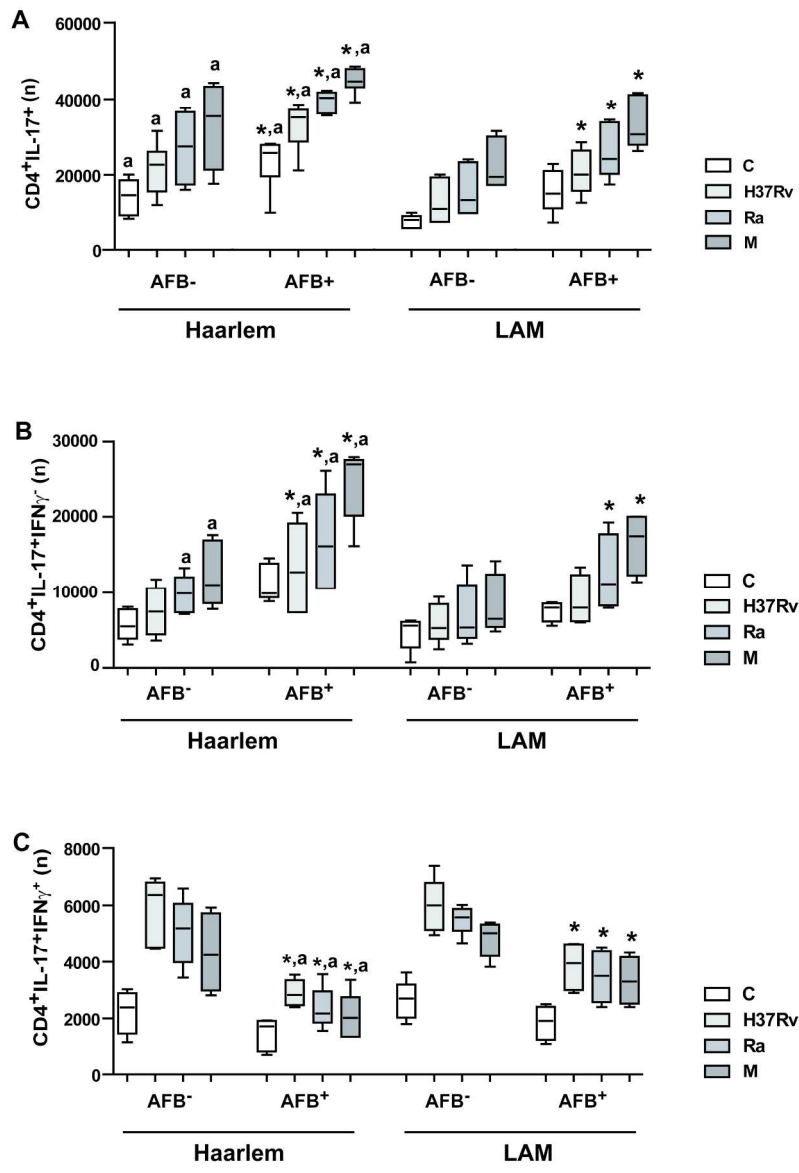 A
CD4+IL-17+ (n)
60000
40000
20000
0
a a a a *,a *,a *,a *,a * * *
AFB- AFB+ AFB- AFB+
Haarlem LAM
C
H37Rv
Ra
M
B
CD4+IL-17+IFNγ- (n)
30000
20000
10000
0
a a *,a *,a *,a * *
AFB- AFB+ AFB- AFB+
Haarlem LAM
C
H37Rv
Ra
M
C
CD4+IL-17+IFNγ+ (n)
8000
6000
4000
2000
0
*,a *,a *,a * * *
AFB- AFB+ AFB- AFB+
Haarlem LAM
C
H37Rv
Ra
M